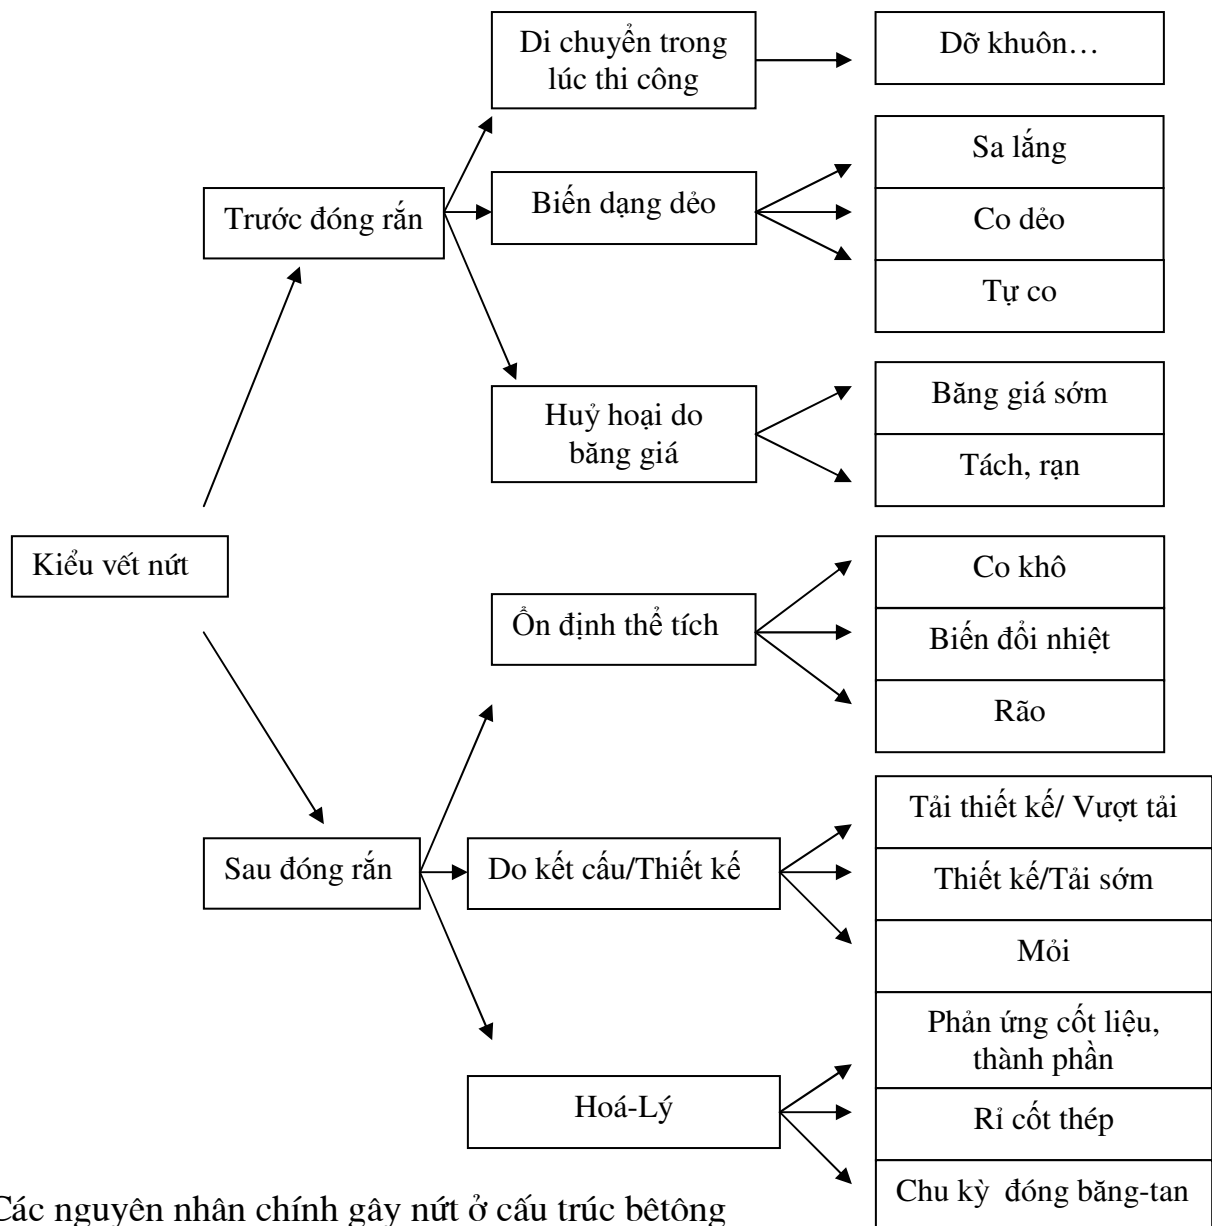 Di chuyển trong
lúc thi công
Dỡ khuôn…
Trước đóng rắn
Biến dạng dẻo
Sa lắng
Co dẻo
Tự co
Huỷ hoại do
băng giá
Băng giá sớm
Tách, rạn
Kiểu vết nứt
Ổn định thể tích
Co khô
Biến đổi nhiệt
Rão
Sau đóng rắn
Do kết cấu/Thiết kế
Tải thiết kế/ Vượt tải
Thiết kế/Tải sớm
Mỏi
Hoá-Lý
Phản ứng cốt liệu,
thành phần
Rỉ cốt thép
Chu kỳ đóng băng-tan
Các nguyên nhân chính gây nứt ở cấu trúc bêtông